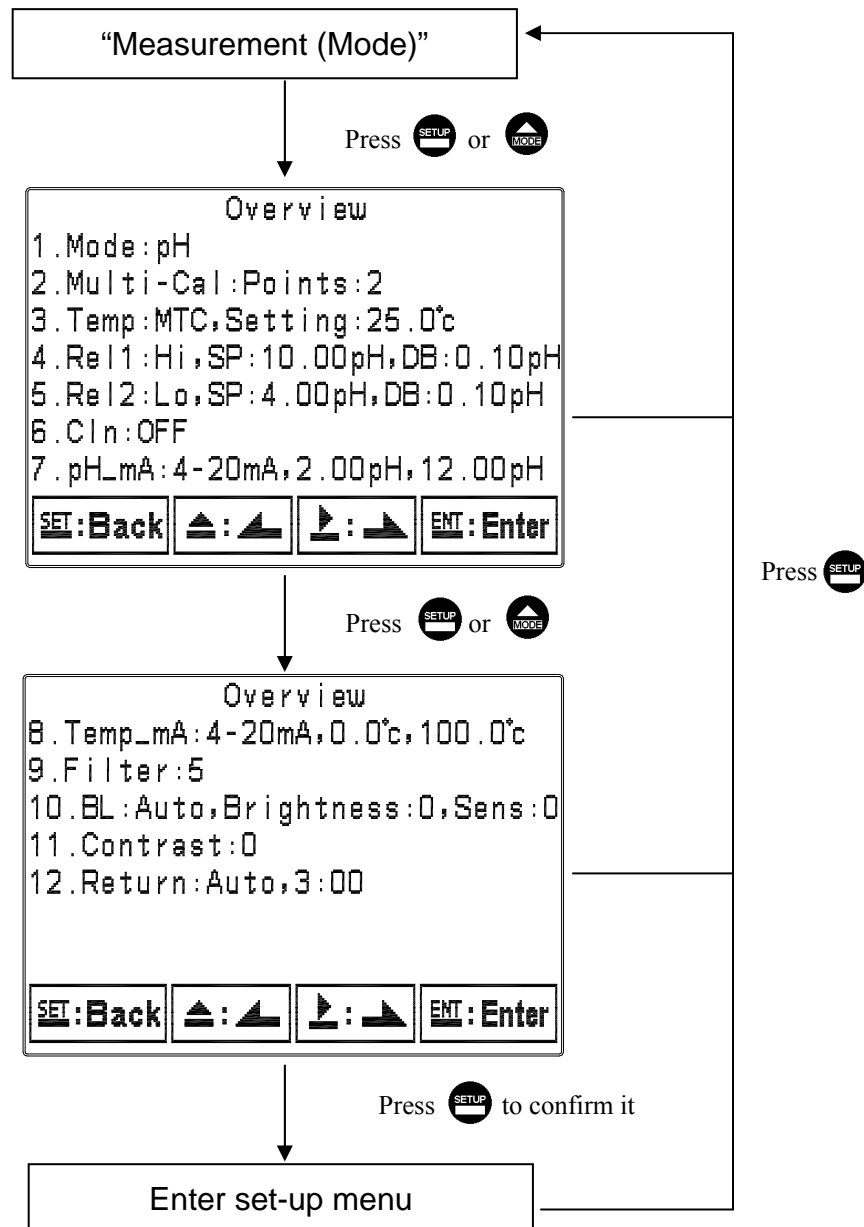 “Measurement (Mode)”
Press SETUP or MODE
Overview
1.Mode:pH
2.Multi-Cal:Points:2
3.Temp:MTC,Setting:25.0℃
4.Rel1:Hi,SP:10.00pH,DB:0.10pH
5.Rel2:Lo,SP:4.00pH,DB:0.10pH
6.Cln:OFF
7.pH_mA:4-20mA,2.00pH,12.00pH
SET:Back ENT:Enter
Press SETUP
Press SETUP or MODE
Overview
8.Temp_mA:4-20mA,0.0℃,100.0℃
9.Filter:5
10.BL:Auto,Brightness:0,Sens:0
11.Contrast:0
12.Return:Auto,3:00
SET:Back ENT:Enter
Press SETUP to confirm it
Enter set-up menu